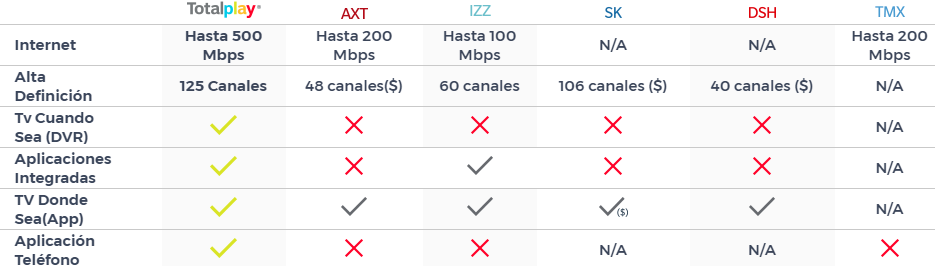 Totalplay® AXT IZZ SK DSH TMX
Internet Hasta 500 Mbps Hasta 200 Mbps Hasta 100 Mbps N/A N/A Hasta 200 Mbps
Alta Definición 125 Canales 48 canales($) 60 canales 106 canales ($) 40 canales ($) N/A
Tv Cuando Sea (DVR) N/A
Aplicaciones Integradas N/A
TV Donde Sea(App) ($) N/A
Aplicación Teléfono N/A N/A